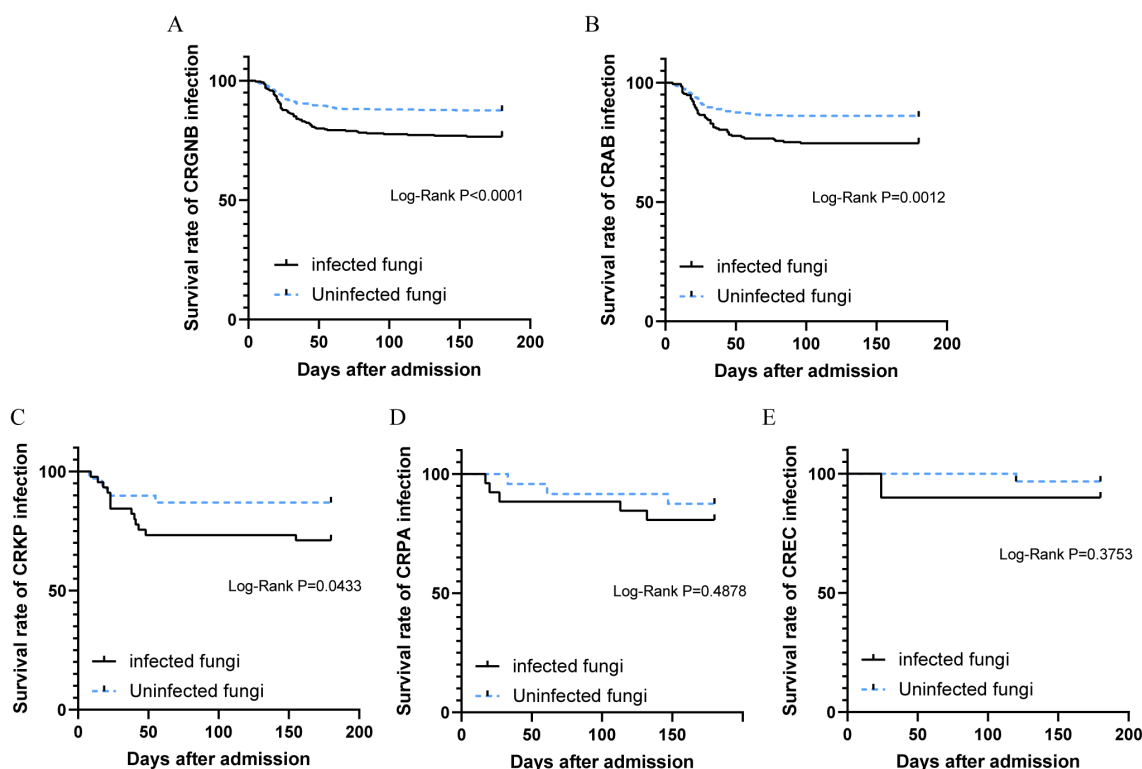 A
Survival rate of CRGNB infection
100
50
0
Log-Rank P<0.0001
infected fungi
Uninfected fungi
0 50 100 150 200
Days after admission
B
Survival rate of CRAB infection
100
50
0
Log-Rank P=0.0012
infected fungi
Uninfected fungi
0 50 100 150 200
Days after admission
C
Survival rate of CRKP infection
100
50
0
Log-Rank P=0.0433
infected fungi
Uninfected fungi
0 50 100 150 200
Days after admission
D
Survival rate of CRPA infection
100
50
0
Log-Rank P=0.4878
infected fungi
Uninfected fungi
0 50 100 150
Days after admission
E
Survival rate of CREC infection
100
50
0
Log-Rank P=0.3753
infected fungi
Uninfected fungi
0 50 100 150 200
Days after admission